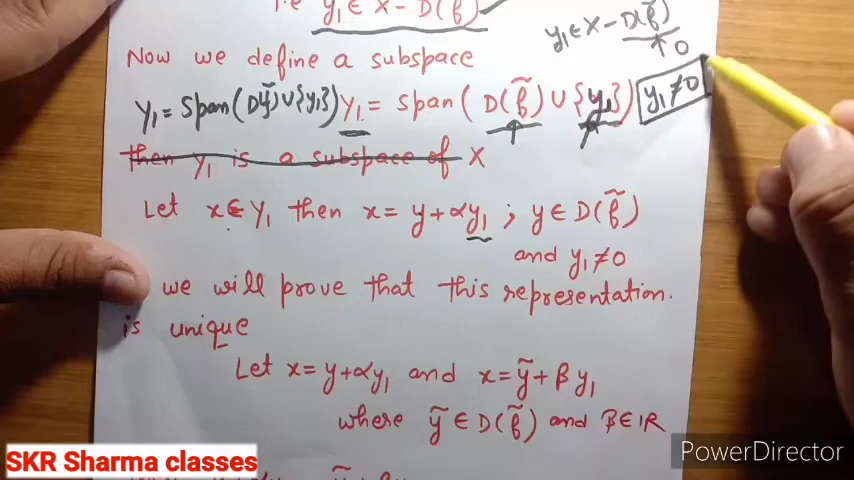 i.e y₁ ∈ X − D(f̃)
y₁ ∈ X − D(f̃)
0
Now we define a subspace
Y₁ = Span(D(f̃) ∪ {y₁}) Y₁ = span ( D(f̃) ∪ {y₁}) y₁ ≠ 0
then Y₁ is a subspace of X
Let x ∈ Y₁ then x = y + αy₁ ; y ∈ D(f̃)
and y₁ ≠ 0
we will prove that this representation.
is unique
Let x = y + αy₁ and x = ỹ + β y₁
where ỹ ∈ D(f̃) and β ∈ IR
SKR Sharma classes
PowerDirector